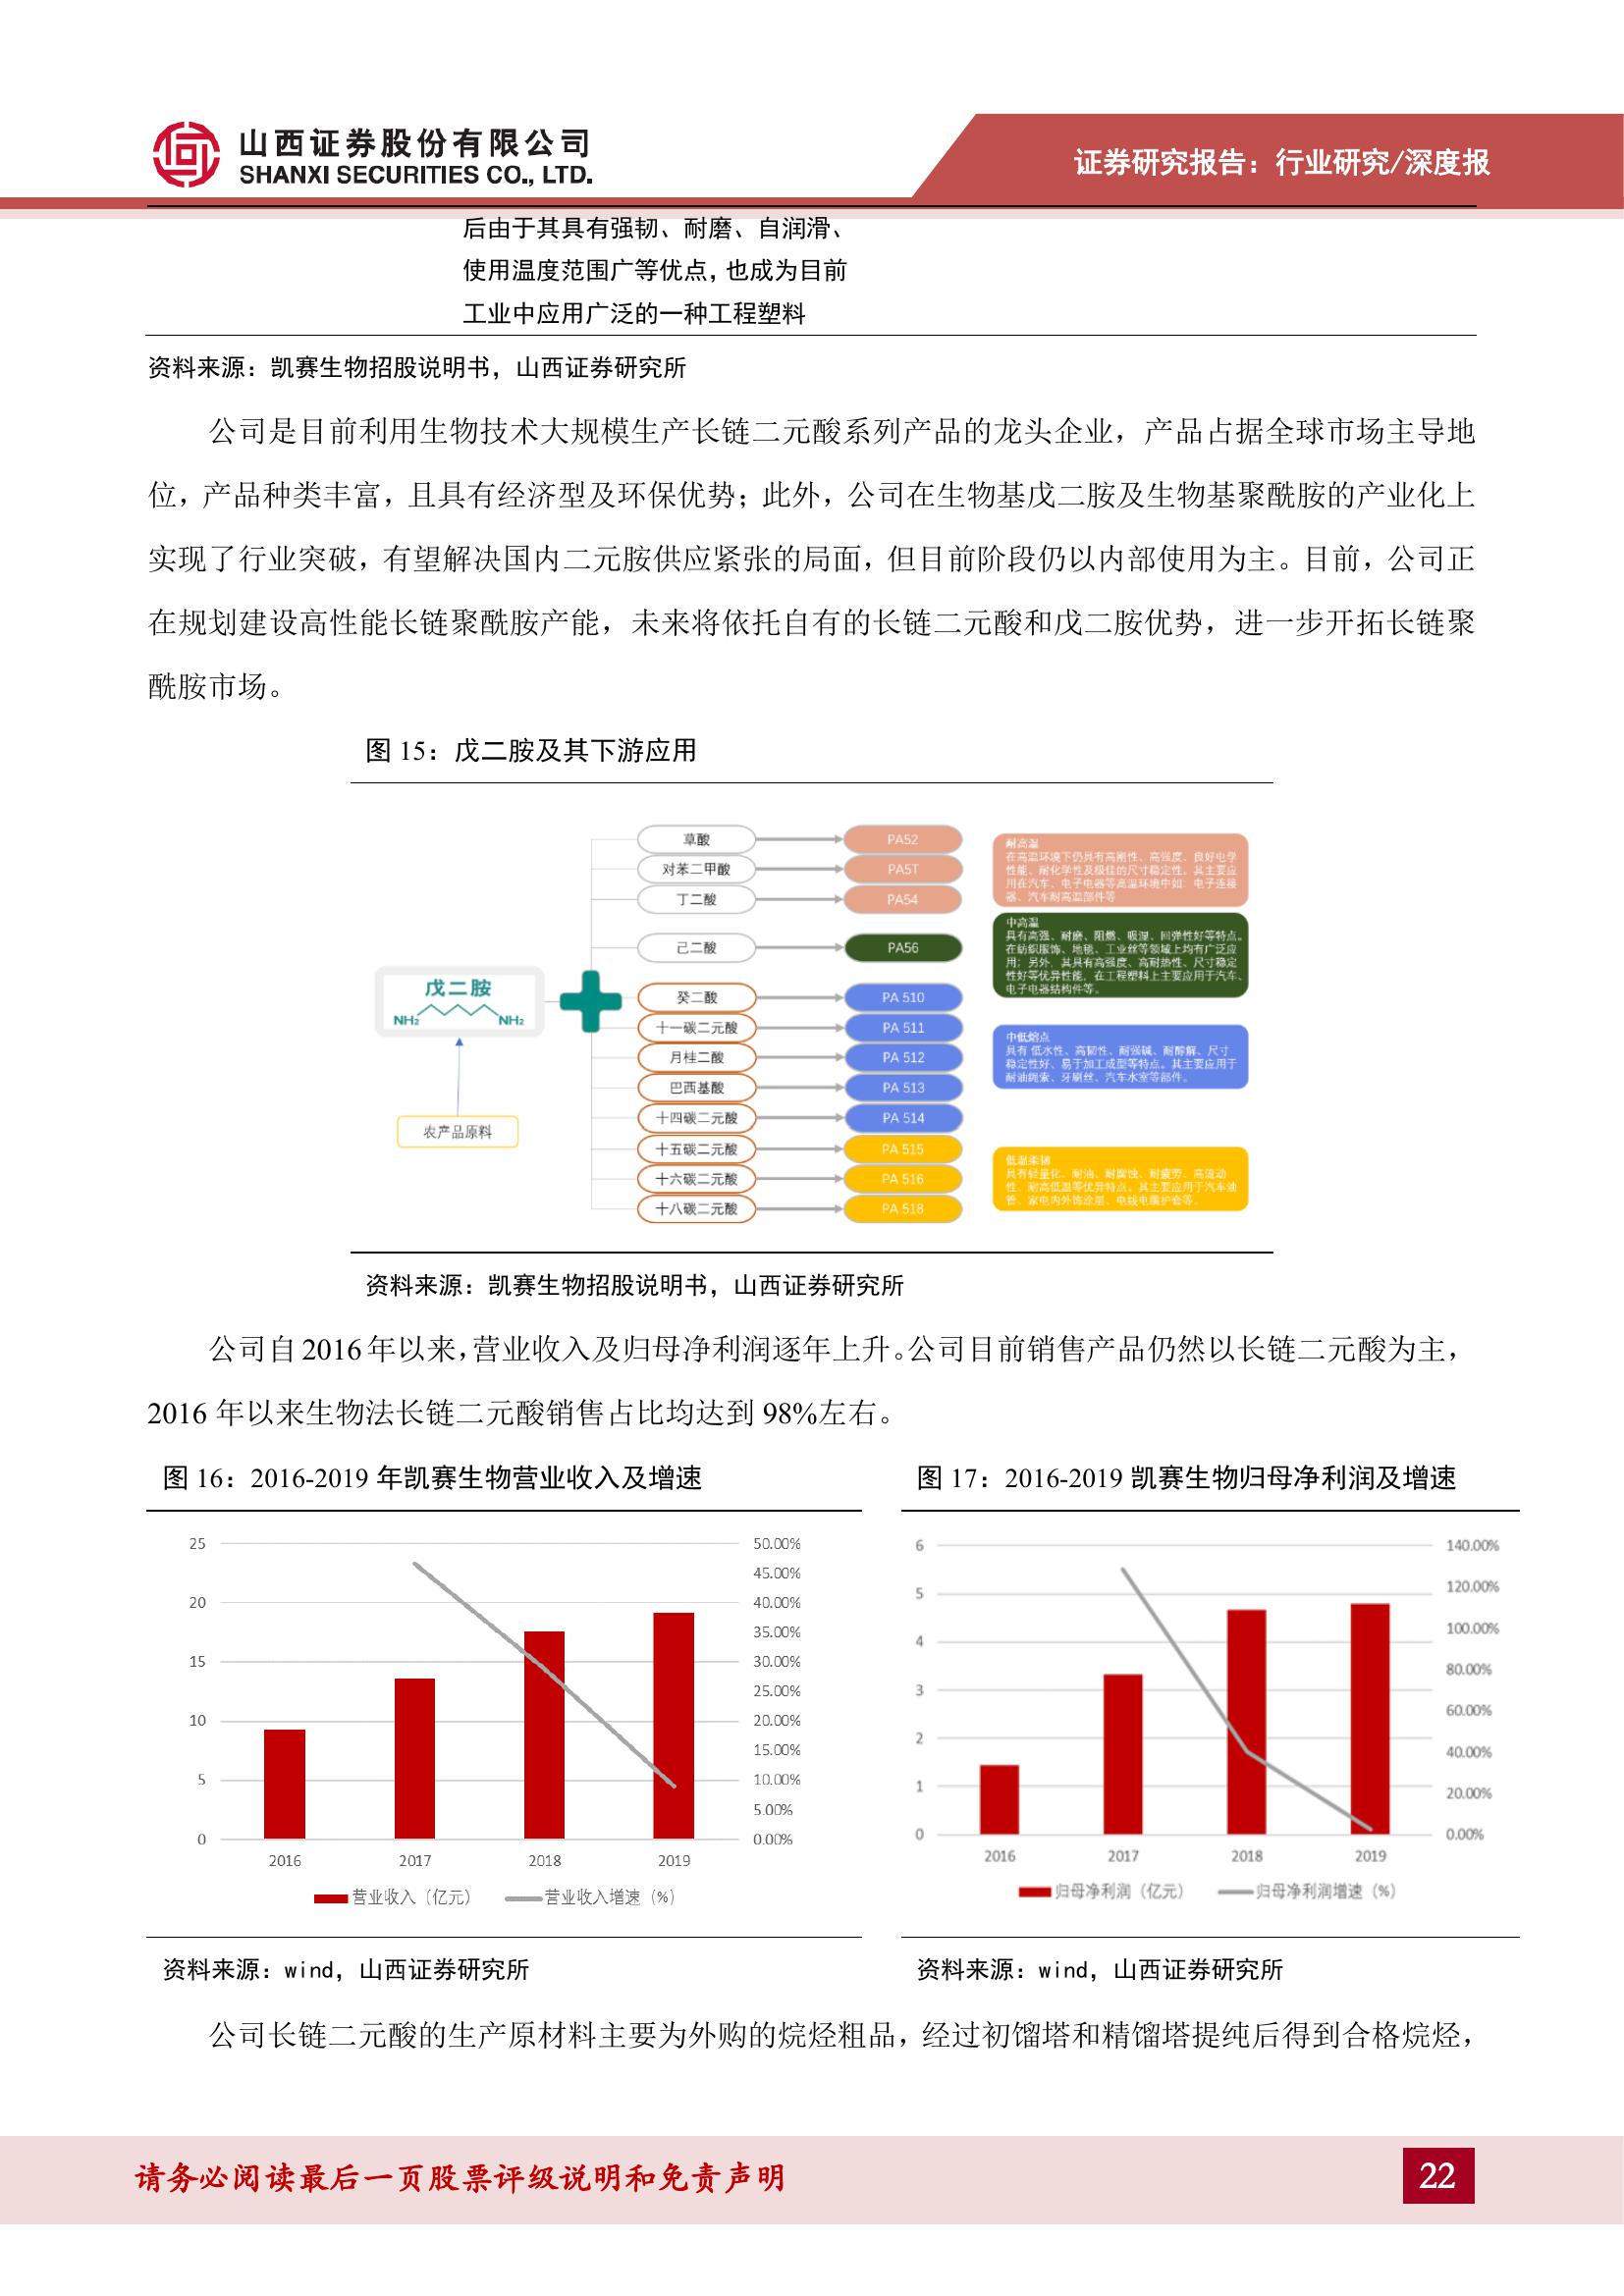 山西证券股份有限公司
SHANXI SECURITIES CO., LTD.
证券研究报告：行业研究/深度报
后由于其具有强韧、耐磨、自润滑、
使用温度范围广等优点，也成为目前
工业中应用广泛的一种工程塑料
资料来源：凯赛生物招股说明书，山西证券研究所
公司是目前利用生物技术大规模生产长链二元酸系列产品的龙头企业，产品占据全球市场主导地
位，产品种类丰富，且具有经济型及环保优势；此外，公司在生物基戊二胺及生物基聚酰胺的产业化上
实现了行业突破，有望解决国内二元胺供应紧张的局面，但目前阶段仍以内部使用为主。目前，公司正
在规划建设高性能长链聚酰胺产能，未来将依托自有的长链二元酸和戊二胺优势，进一步开拓长链聚
酰胺市场。
图 15：戊二胺及其下游应用
戊二胺
NH₂ NH₂
农产品原料
草酸 PA52
对苯二甲酸 PA5T
丁二酸 PA54
己二酸 PA56
癸二酸 PA 510
十一碳二元酸 PA 511
月桂二酸 PA 512
巴西基酸 PA 513
十四碳二元酸 PA 514
十五碳二元酸 PA 515
十六碳二元酸 PA 516
十八碳二元酸 PA 518
耐高温
在高温环境下仍具有高刚性、高强度、良好电学
性能、耐化学性及极佳的尺寸稳定性。其主要应
用在汽车、电子电器等高温环境中如：电子连接
器、汽车耐高温部件等
中高温
具有高强、耐磨、阻燃、吸湿、回弹性好等特点。
在纺织服饰、地毯、工业丝等领域上均有广泛应
用；另外，其具有高强度、高耐热性、尺寸稳定
性好等优异性能，在工程塑料上主要应用于汽车、
电子电器结构件等。
中低熔点
具有 低水性、高韧性、耐强碱、耐醇解、尺寸
稳定性好、易于加工成型等特点。其主要应用于
耐油绳索、牙刷丝、汽车水室等部件。
低温柔韧
具有轻量化、耐油、耐腐蚀、耐疲劳、高流动
性、耐高低温等优异特点。其主要应用于汽车油
管、家电内外饰涂层、电线电缆护套等。
资料来源：凯赛生物招股说明书，山西证券研究所
公司自 2016 年以来，营业收入及归母净利润逐年上升。公司目前销售产品仍然以长链二元酸为主，
2016 年以来生物法长链二元酸销售占比均达到 98%左右。
图 16：2016-2019 年凯赛生物营业收入及增速
25
20
15
10
5
0
50.00%
45.00%
40.00%
35.00%
30.00%
25.00%
20.00%
15.00%
10.00%
5.00%
0.00%
2016 2017 2018 2019
营业收入（亿元） 营业收入增速（%）
资料来源：wind，山西证券研究所
图 17：2016-2019 凯赛生物归母净利润及增速
6
5
4
3
2
1
0
140.00%
120.00%
100.00%
80.00%
60.00%
40.00%
20.00%
0.00%
2016 2017 2018 2019
归母净利润（亿元） 归母净利润增速（%）
资料来源：wind，山西证券研究所
公司长链二元酸的生产原材料主要为外购的烷烃粗品，经过初馏塔和精馏塔提纯后得到合格烷烃，
请务必阅读最后一页股票评级说明和免责声明
22